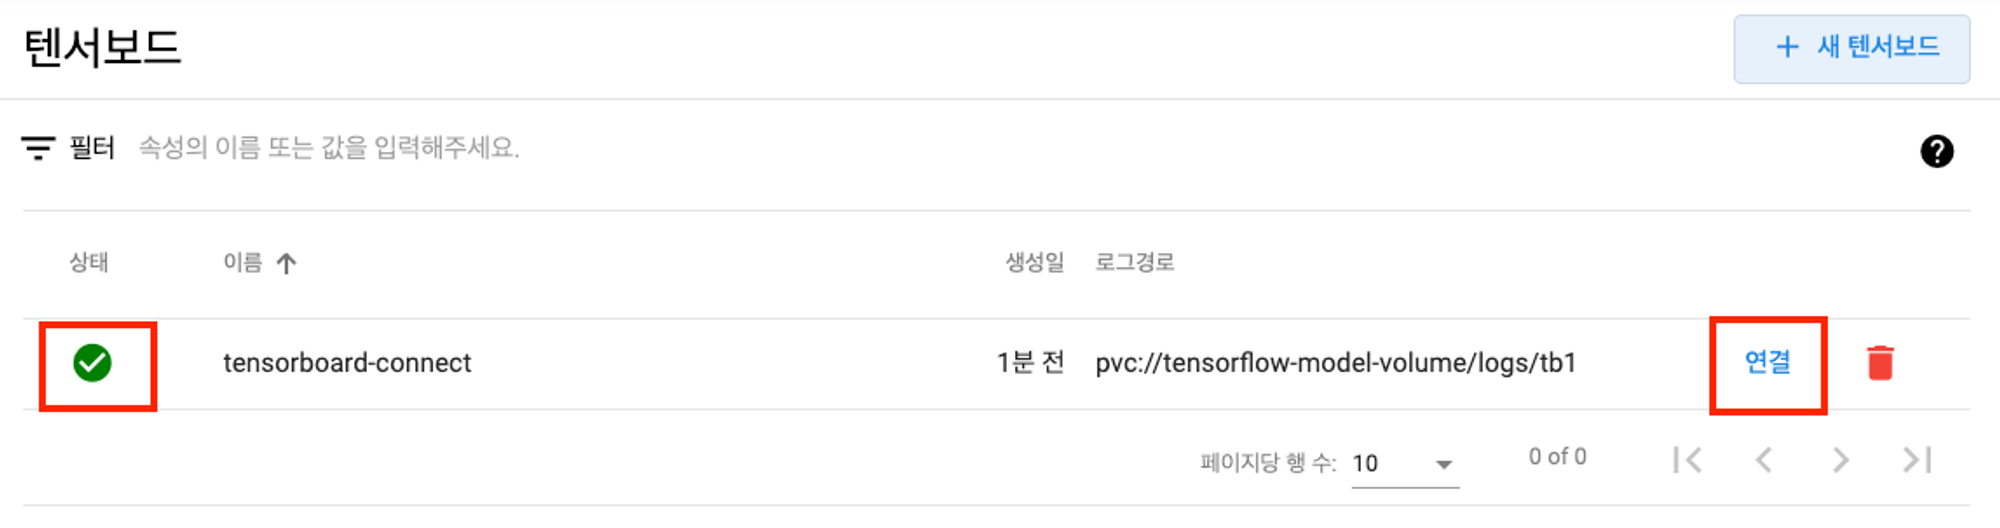 텐서보드
+ 새 텐서보드
필터 속성의 이름 또는 값을 입력해주세요.
상태 이름 ↑ 생성일 로그경로
tensorboard-connect 1분 전 pvc://tensorflow-model-volume/logs/tb1 연결
페이지당 행 수: 10 0 of 0